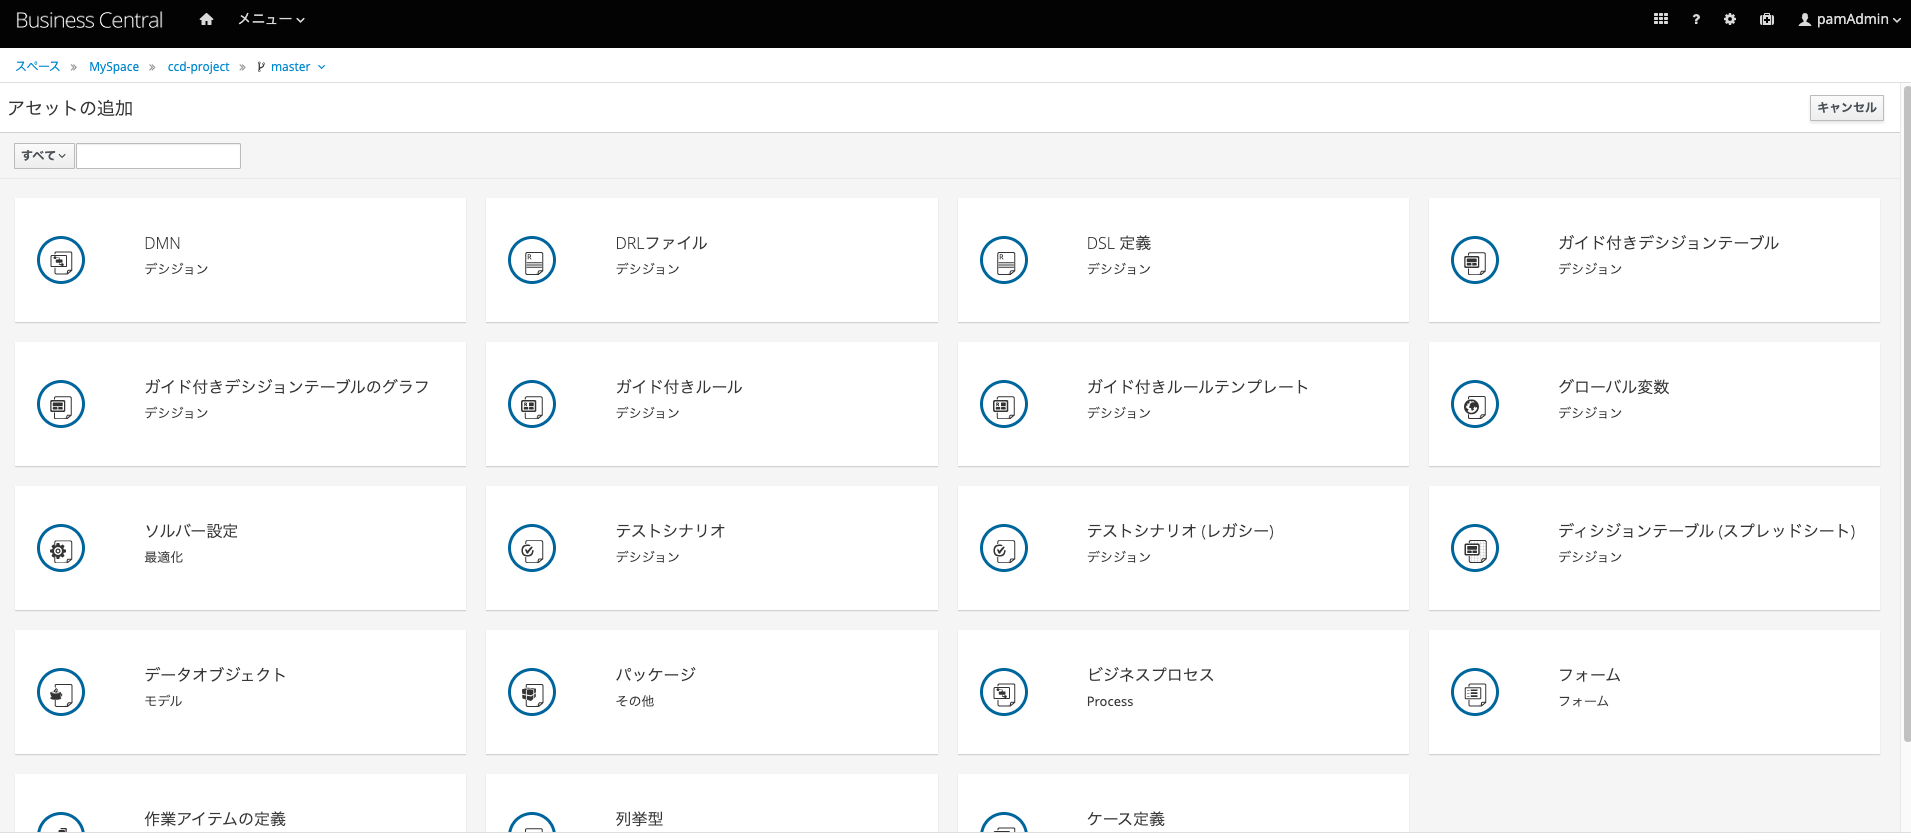 Business Central メニュー ? pamAdmin
スペース » MySpace » ccd-project » master
アセットの追加 キャンセル
すべて
DMN
デシジョン
DRLファイル
デシジョン
DSL 定義
デシジョン
ガイド付きデシジョンテーブル
デシジョン
ガイド付きデシジョンテーブルのグラフ
デシジョン
ガイド付きルール
デシジョン
ガイド付きルールテンプレート
デシジョン
グローバル変数
デシジョン
ソルバー設定
最適化
テストシナリオ
デシジョン
テストシナリオ (レガシー)
デシジョン
ディシジョンテーブル (スプレッドシート)
デシジョン
データオブジェクト
モデル
パッケージ
その他
ビジネスプロセス
Process
フォーム
フォーム
作業アイテムの定義
列挙型
ケース定義